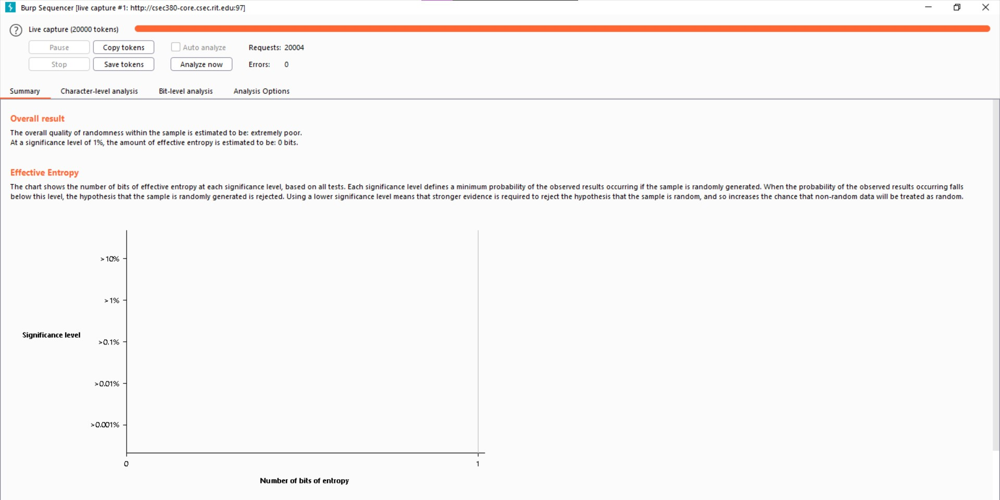 Burp Sequencer [live capture #1: http://csec380-core.csec.rit.edu:97]
Live capture (20000 tokens)
Pause Copy tokens Auto analyze Requests: 20004
Stop Save tokens Analyze now Errors: 0
Summary Character-level analysis Bit-level analysis Analysis Options
Overall result
The overall quality of randomness within the sample is estimated to be: extremely poor.
At a significance level of 1%, the amount of effective entropy is estimated to be: 0 bits.
Effective Entropy
The chart shows the number of bits of effective entropy at each significance level, based on all tests. Each significance level defines a minimum probability of the observed results occurring if the sample is randomly generated. When the probability of the observed results occurring falls
below this level, the hypothesis that the sample is randomly generated is rejected. Using a lower significance level means that stronger evidence is required to reject the hypothesis that the sample is random, and so increases the chance that non-random data will be treated as random.
>10%
>1%
Significance level
>0.1%
>0.01%
>0.001%
0 1
Number of bits of entropy